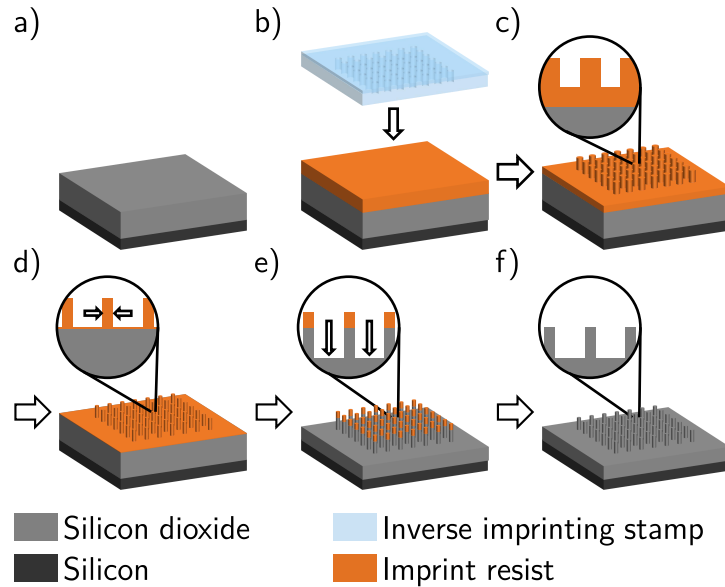 a)
b)
c)
d)
e)
f)
Silicon dioxide
Inverse imprinting stamp
Silicon
Imprint resist